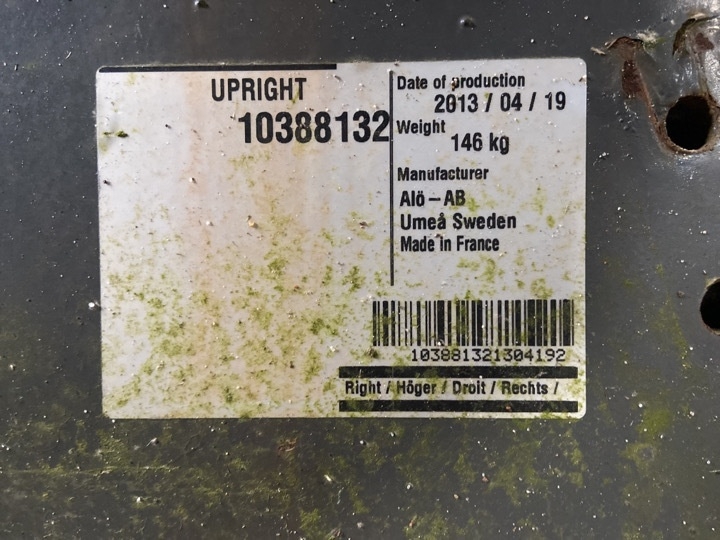 UPRIGHT
10388132
Date of production
2013 / 04 / 19
Weight
146 kg
Manufacturer
Alö – AB
Umeå Sweden
Made in France
103881321304192
Right / Höger / Droit / Rechts /